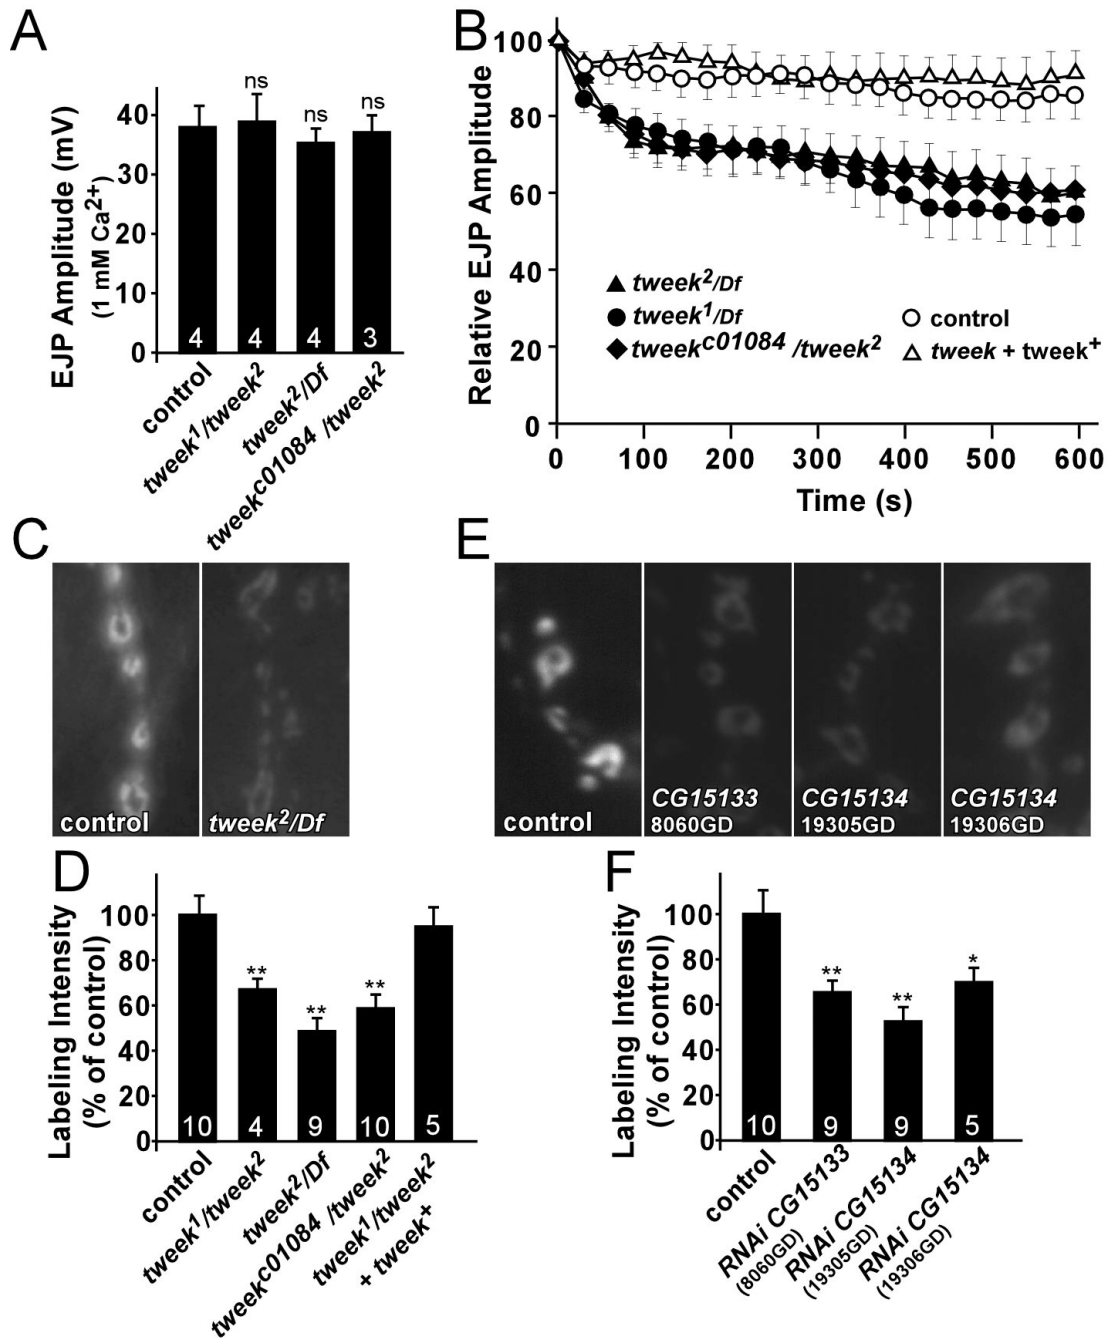 A
EJP Amplitude (mV)
(1 mM Ca2+)
40
30
20
10
0
ns
ns
ns
4
4
4
3
control
tweek1/tweek2
tweek2/Df
tweekc01084 /tweek2
B
Relative EJP Amplitude
100
80
60
40
20
0
tweek2/Df
tweek1/Df
tweekc01084 /tweek2
control
tweek + tweek+
0
100
200
300
400
500
600
Time (s)
C
control
tweek2/Df
E
control
CG15133
8060GD
CG15134
19305GD
CG15134
19306GD
D
Labeling Intensity
(% of control)
100
80
60
40
20
0
**
**
**
10
4
9
10
5
control
tweek1/tweek2
tweek2/Df
tweekc01084 /tweek2
tweek1/tweek2
+ tweek+
F
Labeling Intensity
(% of control)
100
80
60
40
20
0
**
**
*
10
9
9
5
control
RNAi CG15133
(8060GD)
RNAi CG15134
(19305GD)
RNAi CG15134
(19306GD)